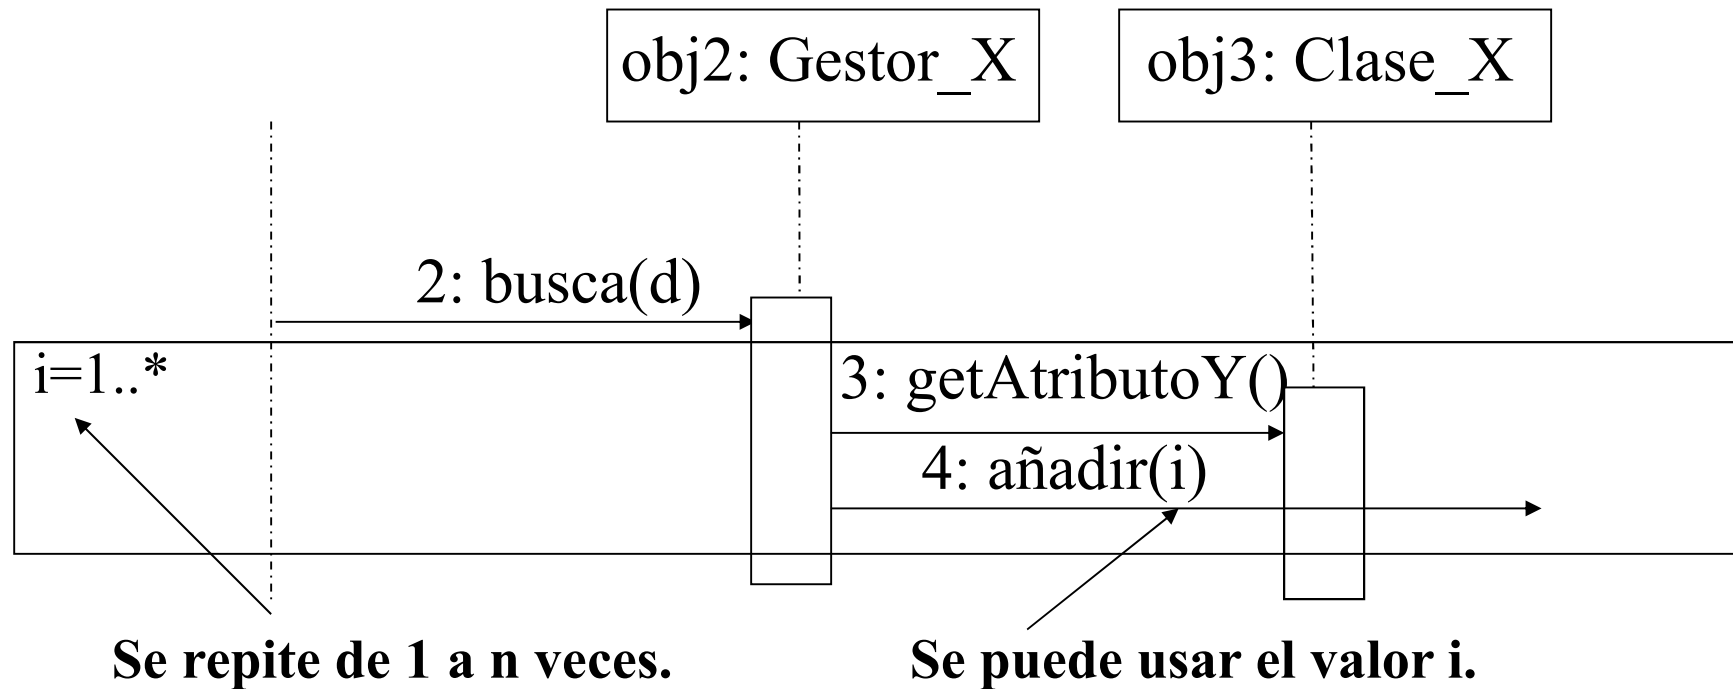 obj2: Gestor_X
obj3: Clase_X
2: busca(d)
i=1..*
3: getAtributoY()
4: añadir(i)
Se repite de 1 a n veces.
Se puede usar el valor i.